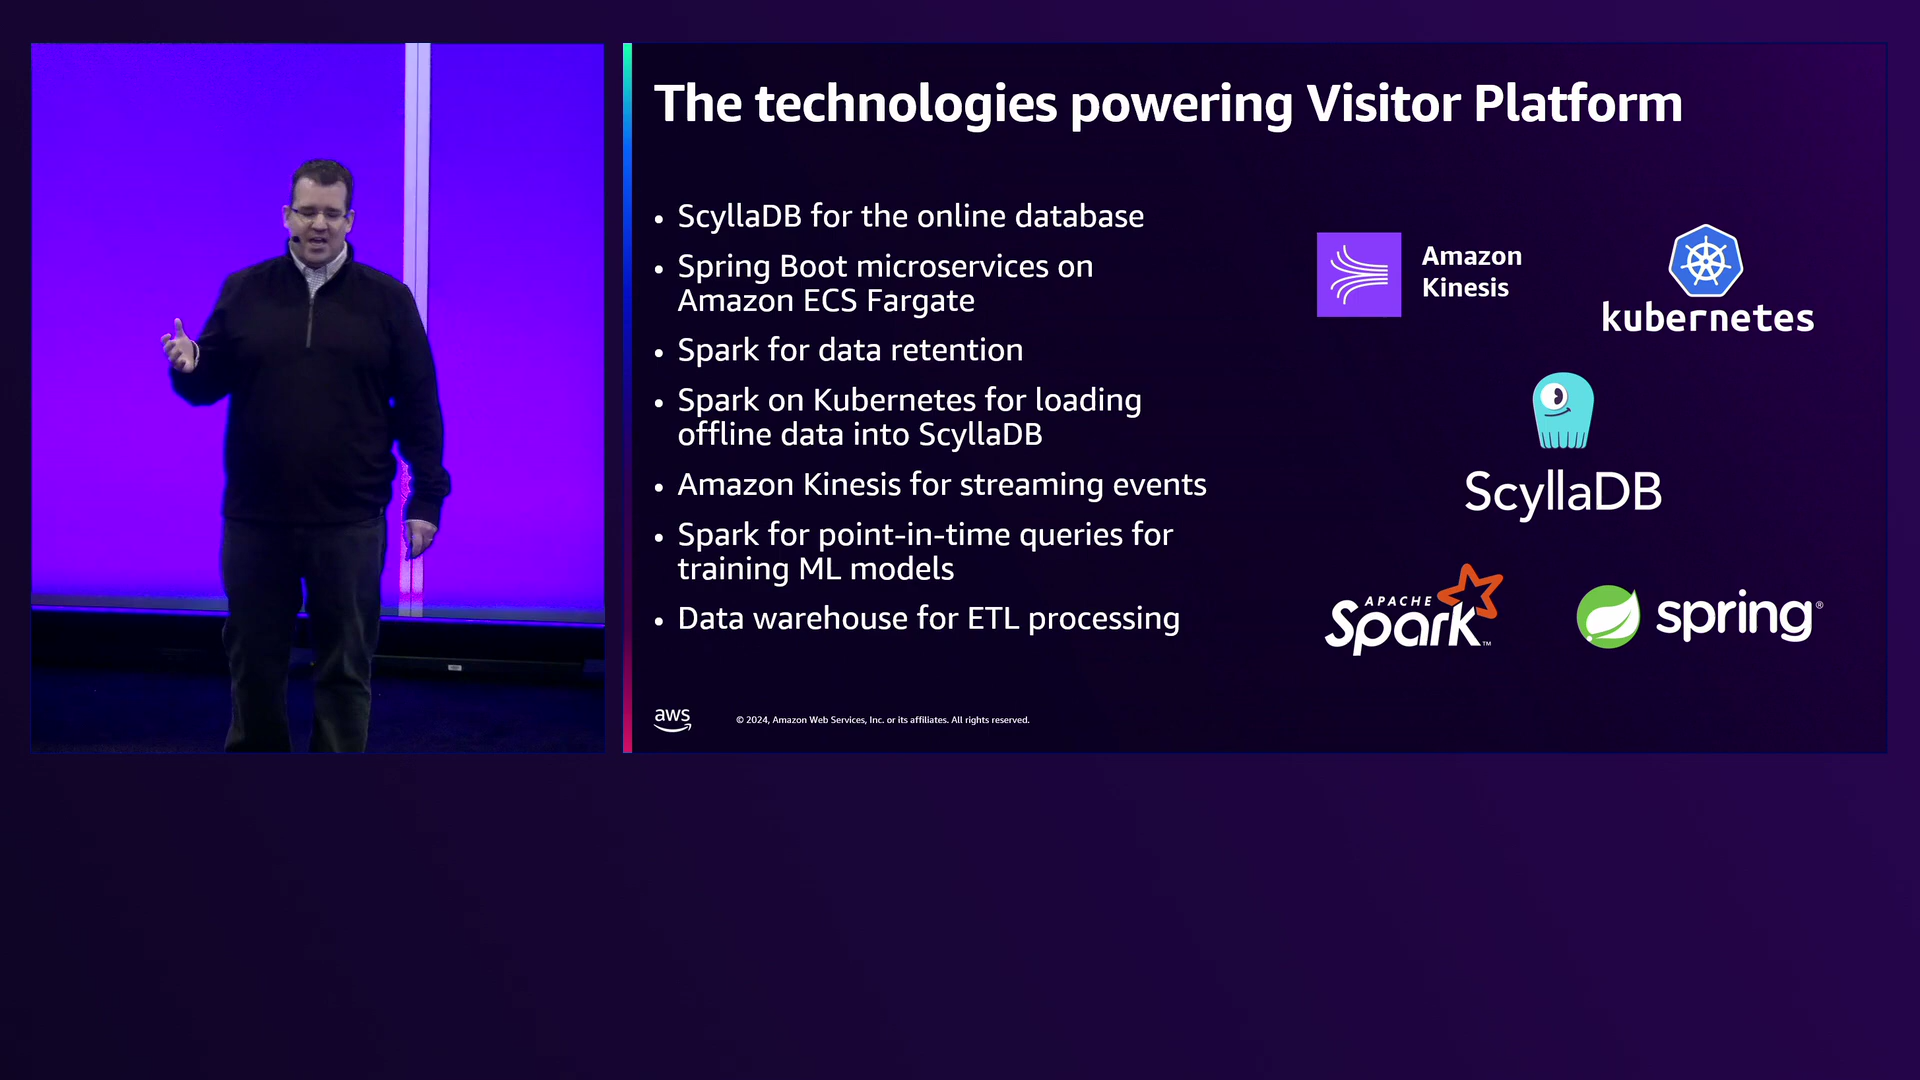 The technologies powering Visitor Platform
• ScyllaDB for the online database
• Spring Boot microservices on
Amazon ECS Fargate
• Spark for data retention
• Spark on Kubernetes for loading
offline data into ScyllaDB
• Amazon Kinesis for streaming events
• Spark for point-in-time queries for
training ML models
• Data warehouse for ETL processing
Amazon
Kinesis
kubernetes
ScyllaDB
APACHE
Spark™
spring®
aws
© 2024, Amazon Web Services, Inc. or its affiliates. All rights reserved.